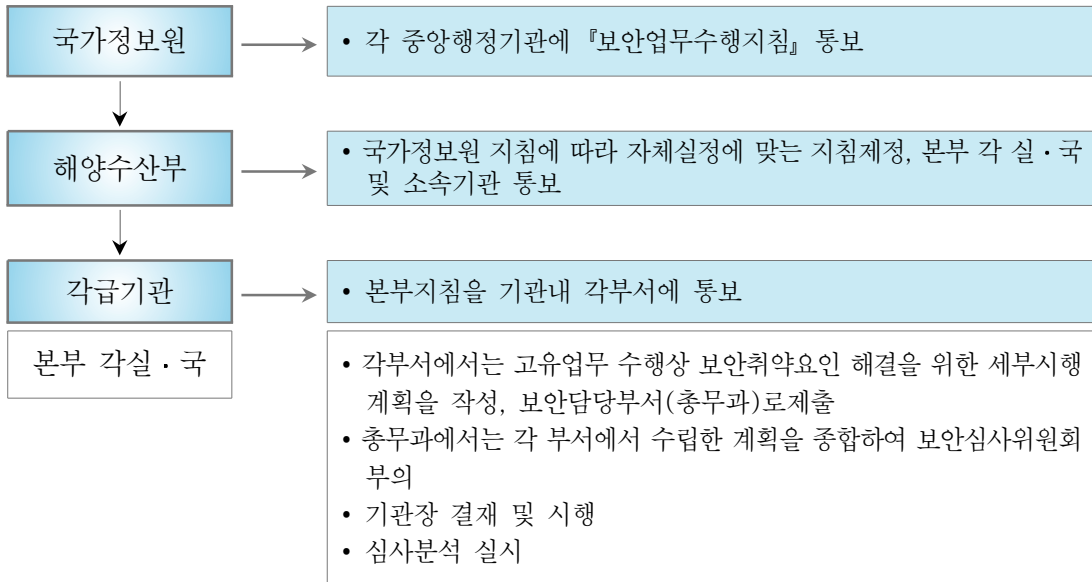 국가정보원
• 각 중앙행정기관에 『보안업무수행지침』 통보
해양수산부
• 국가정보원 지침에 따라 자체실정에 맞는 지침제정, 본부 각 실·국
및 소속기관 통보
각급기관
• 본부지침을 기관내 각부서에 통보
본부 각실·국
• 각부서에서는 고유업무 수행상 보안취약요인 해결을 위한 세부시행
계획을 작성, 보안담당부서(총무과)로제출
• 총무과에서는 각 부서에서 수립한 계획을 종합하여 보안심사위원회
부의
• 기관장 결재 및 시행
• 심사분석 실시